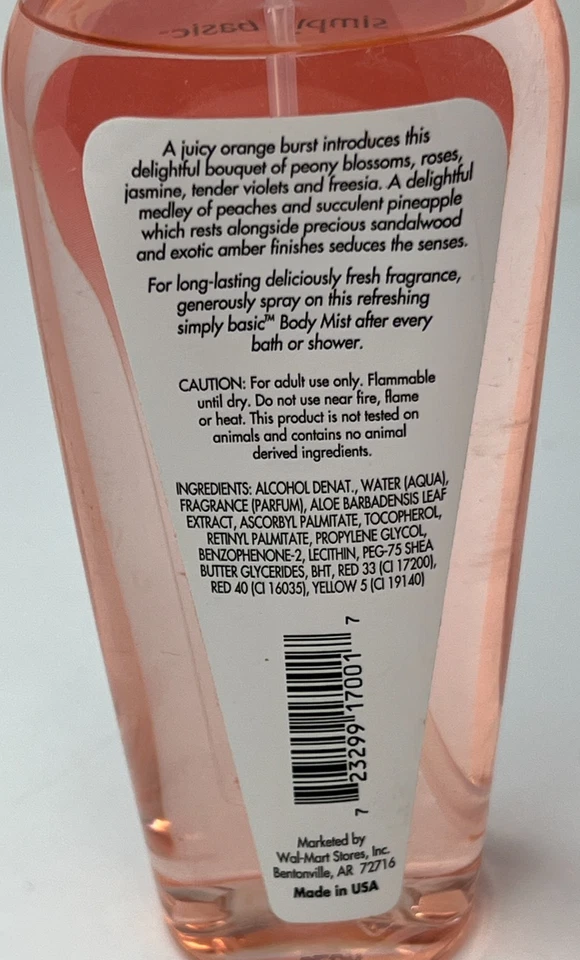 simply basic™
A juicy orange burst introduces this
delightful bouquet of peony blossoms, roses,
jasmine, tender violets and freesia. A delightful
medley of peaches and succulent pineapple
which rests alongside precious sandalwood
and exotic amber finishes seduces the senses.
For long-lasting deliciously fresh fragrance,
generously spray on this refreshing
simply basic™ Body Mist after every
bath or shower.
CAUTION: For adult use only. Flammable
until dry. Do not use near fire, flame
or heat. This product is not tested on
animals and contains no animal
derived ingredients.
INGREDIENTS: ALCOHOL DENAT., WATER (AQUA),
FRAGRANCE (PARFUM), ALOE BARBADENSIS LEAF
EXTRACT, ASCORBYL PALMITATE, TOCOPHEROL,
RETINYL PALMITATE, PROPYLENE GLYCOL,
BENZOPHENONE-2, LECITHIN, PEG-75 SHEA
BUTTER GLYCERIDES, BHT, RED 33 (CI 17200),
RED 40 (CI 16035), YELLOW 5 (CI 19140)
7 23299 17001 7
Marketed by
Wal-Mart Stores, Inc.
Bentonville, AR 72716
Made in USA